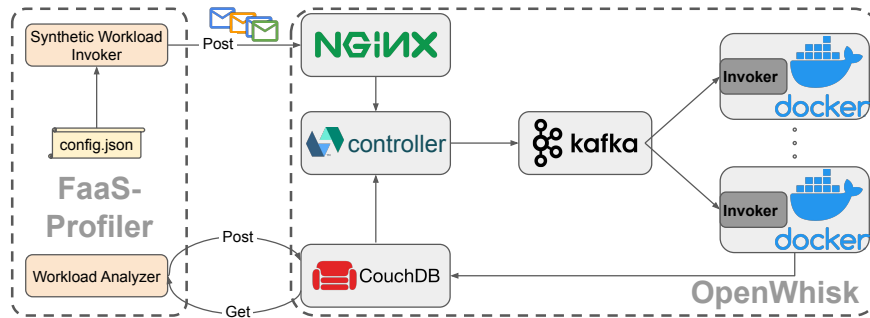 Synthetic Workload
Invoker
Post
NGINX
Invoker
docker
config.json
controller
kafka
FaaS-
Profiler
Invoker
docker
Post
Workload Analyzer
CouchDB
Get
OpenWhisk